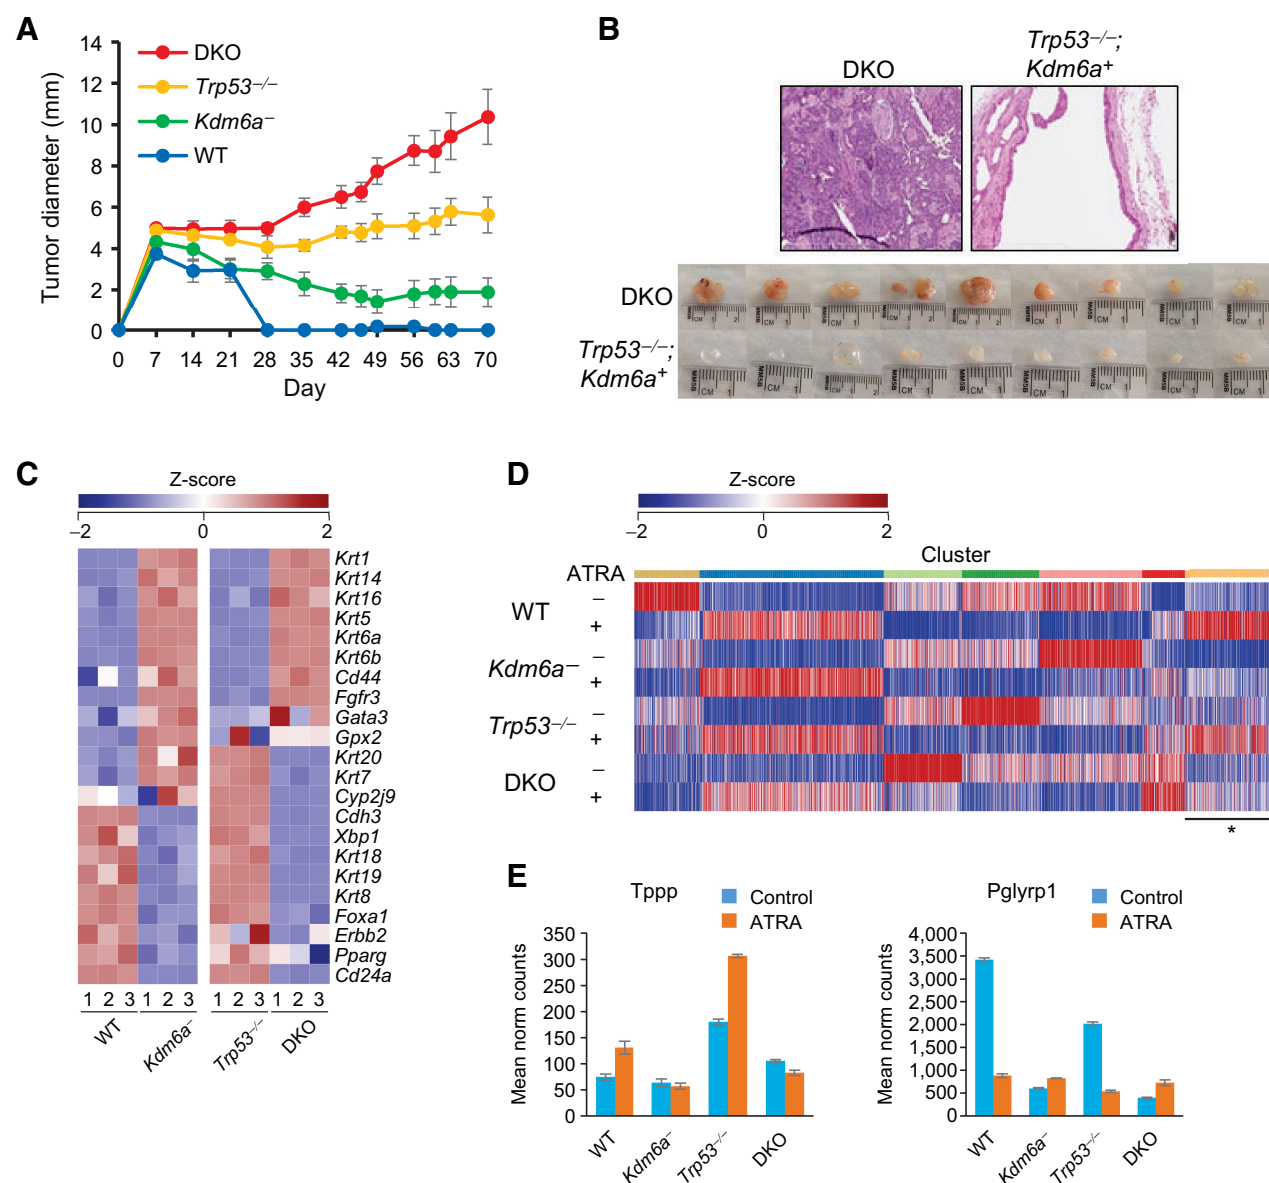 A
14
12
10
8
6
4
2
0
Tumor diameter (mm)
DKO
Trp53–/–
Kdm6a–
WT
0 7 14 21 28 35 42 49 56 63 70
Day
B
DKO
Trp53–/–;
Kdm6a+
DKO
Trp53–/–;
Kdm6a+
C
Z-score
–2 0 2
Krt1
Krt14
Krt16
Krt5
Krt6a
Krt6b
Cd44
Fgfr3
Gata3
Gpx2
Krt20
Krt7
Cyp2j9
Cdh3
Xbp1
Krt18
Krt19
Krt8
Foxa1
Erbb2
Pparg
Cd24a
1 2 3 1 2 3 1 2 3 1 2 3
WT Kdm6a– Trp53–/– DKO
D
Z-score
–2 0 2
Cluster
ATRA
WT
–
+
Kdm6a–
–
+
Trp53–/–
–
+
DKO
–
+
*
E
Tppp
Control
ATRA
Mean norm counts
350
300
250
200
150
100
50
0
WT Kdm6a– Trp53–/– DKO
Pglyrp1
Control
ATRA
Mean norm counts
4,000
3,500
3,000
2,500
2,000
1,500
1,000
500
0
WT Kdm6a– Trp53–/– DKO